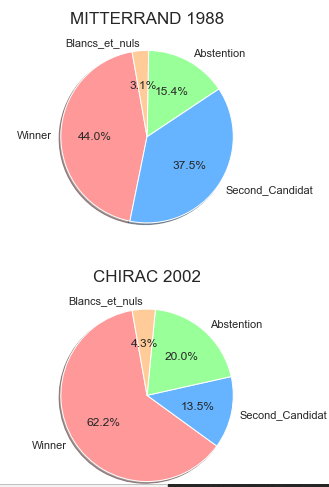 MITTERRAND 1988
Blancs_et_nuls
Abstention
3.1%
15.4%
Winner
44.0%
37.5%
Second_Candidat
CHIRAC 2002
Blancs_et_nuls
Abstention
4.3%
20.0%
13.5%
Second_Candidat
62.2%
Winner